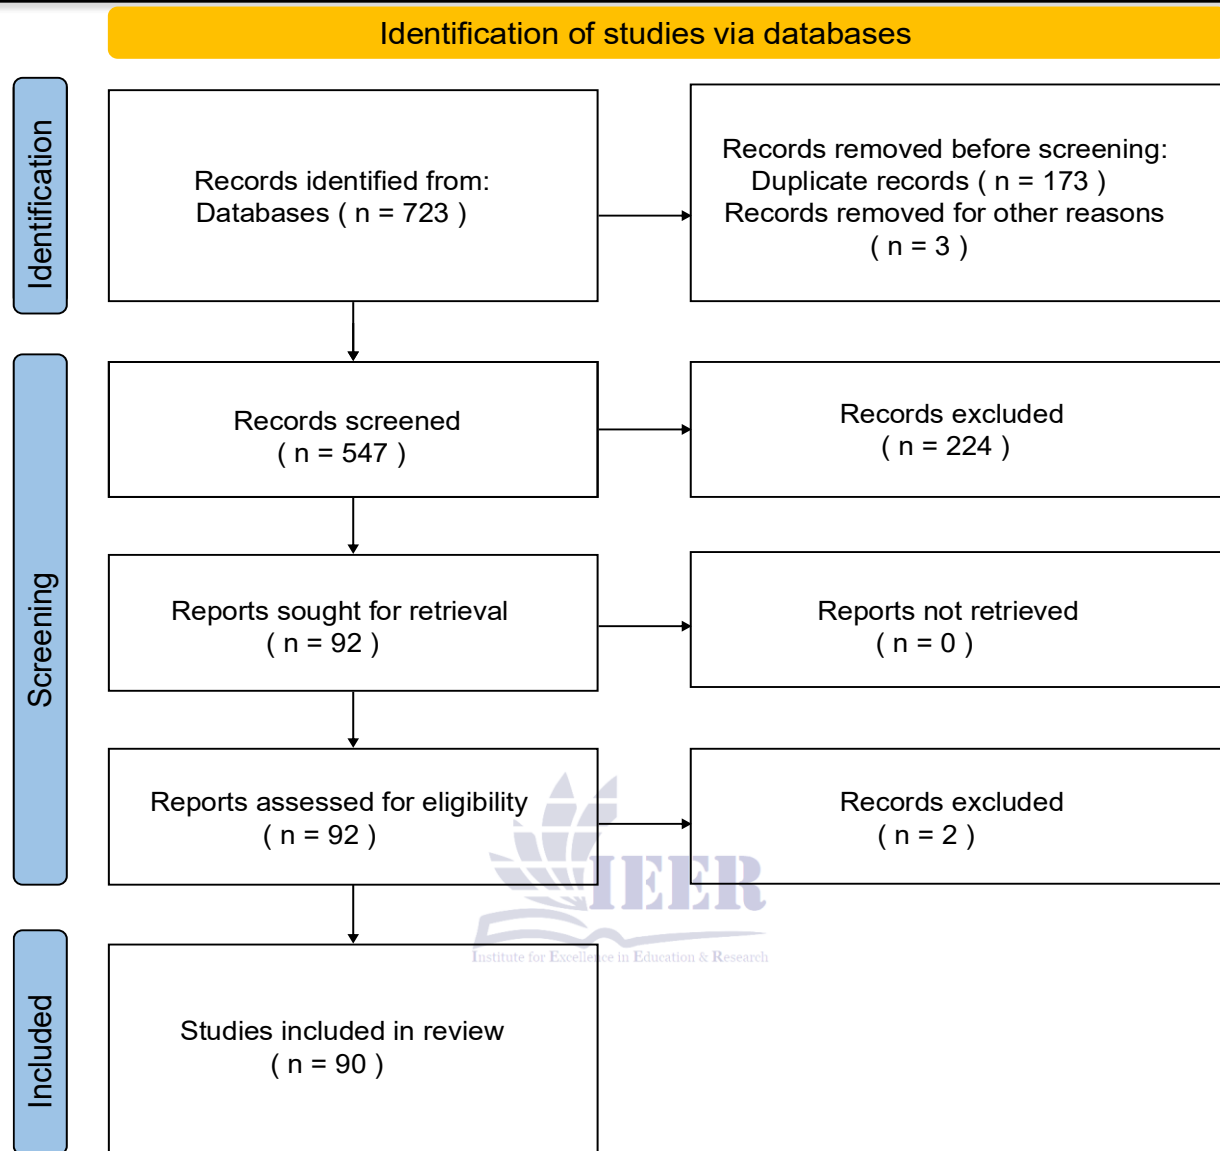 Identification of studies via databases
Identification
Records identified from:
Databases ( n = 723 )
Records removed before screening:
Duplicate records ( n = 173 )
Records removed for other reasons
( n = 3 )
Screening
Records screened
( n = 547 )
Records excluded
( n = 224 )
Reports sought for retrieval
( n = 92 )
Reports not retrieved
( n = 0 )
Reports assessed for eligibility
( n = 92 )
Records excluded
( n = 2 )
IEER
Institute for Excellence in Education & Research
Included
Studies included in review
( n = 90 )